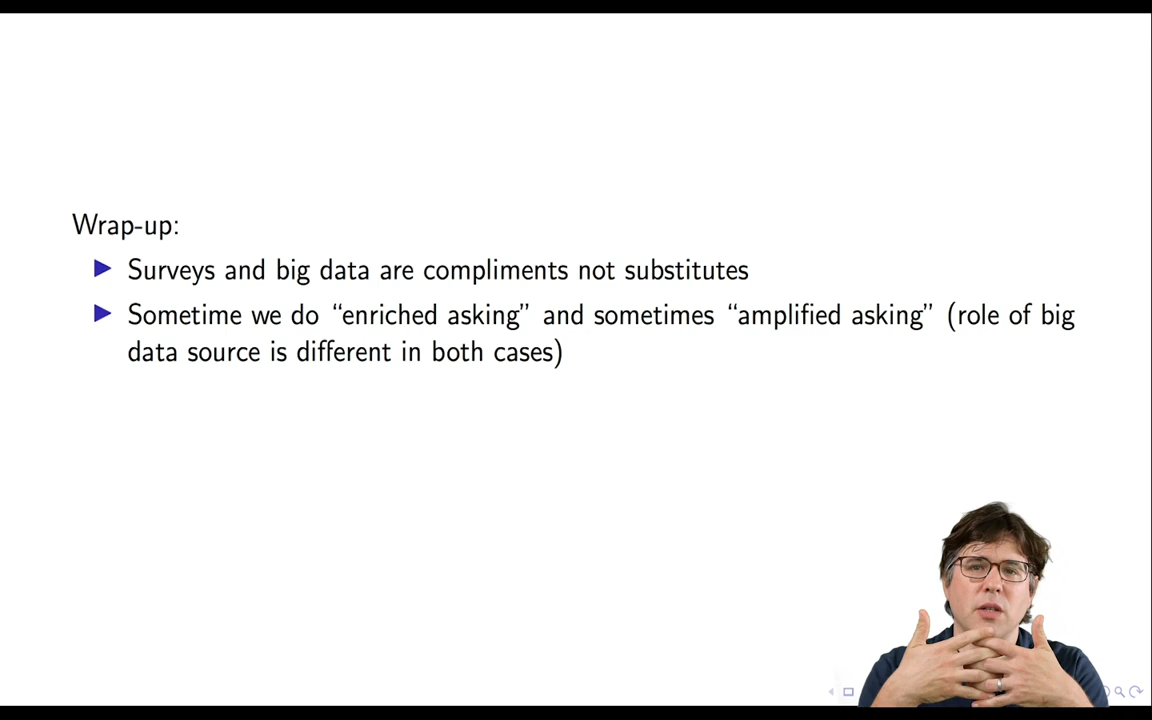 Wrap-up:
Surveys and big data are compliments not substitutes
Sometime we do “enriched asking” and sometimes “amplified asking” (role of big
data source is different in both cases)